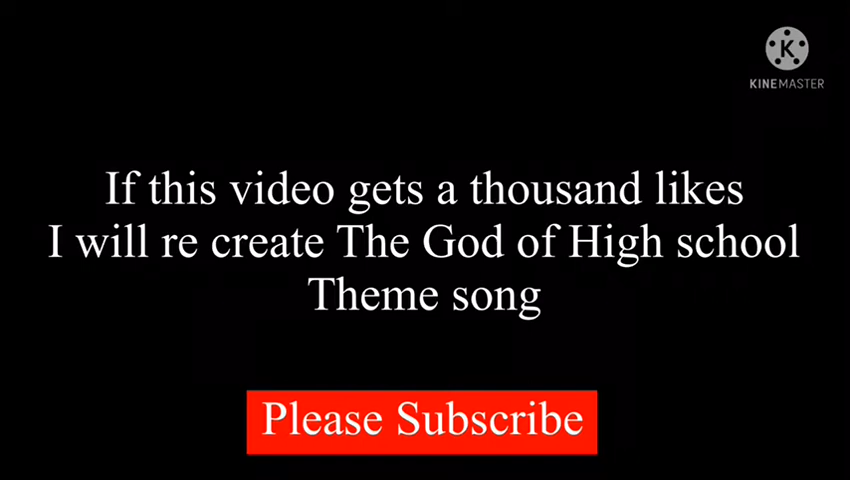 K
KINEMASTER
If this video gets a thousand likes
I will re create The God of High school
Theme song
Please Subscribe